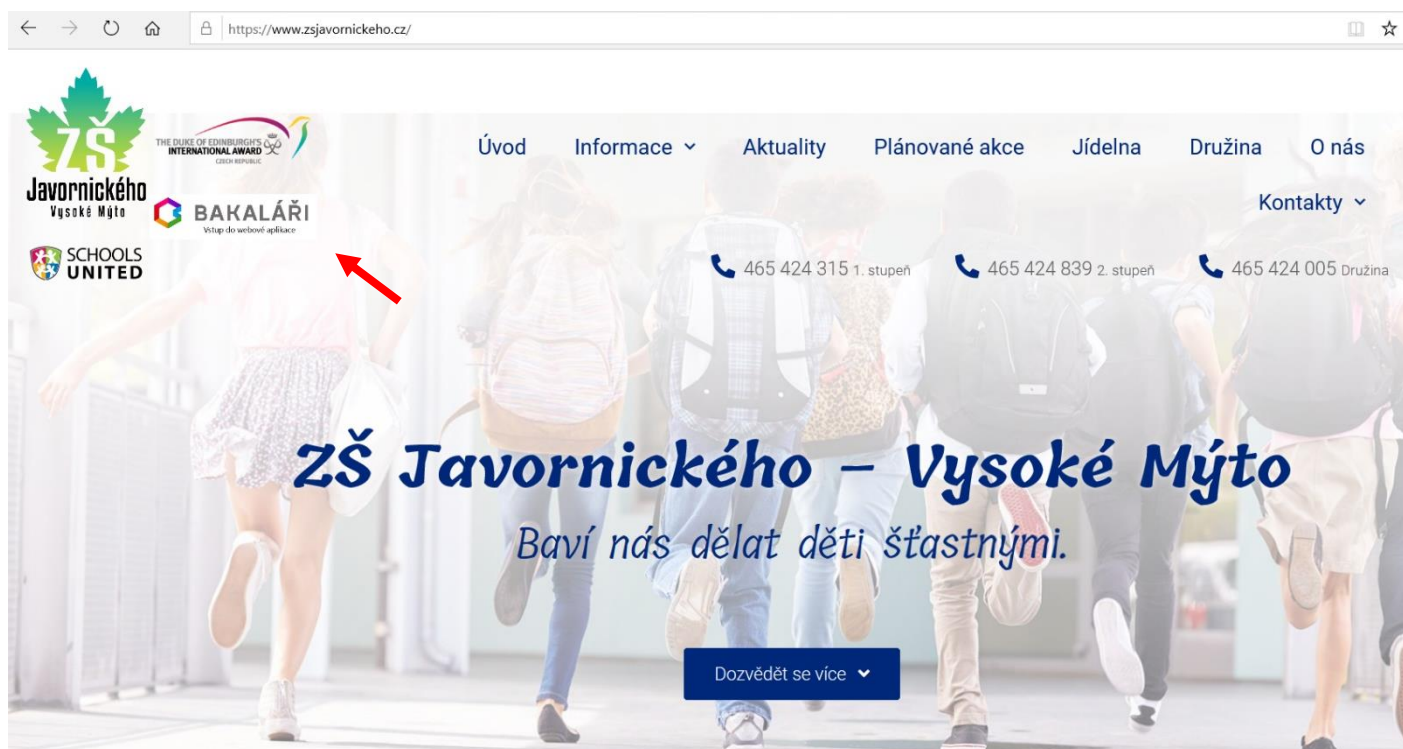 https://www.zsjavornickeho.cz/
ZŠ
Javornického
Vysoké Mýto
THE DUKE OF EDINBURGH'S
INTERNATIONAL AWARD
CZECH REPUBLIC
BAKALÁŘI
Vstup do webové aplikace
SCHOOLS
UNITED
Úvod Informace Aktuality Plánované akce Jídelna Družina O nás
Kontakty
465 424 315 1. stupeň 465 424 839 2. stupeň 465 424 005 Družina
ZŠ Javornického – Vysoké Mýto
Baví nás dělat děti šťastnými.
Dozvědět se více